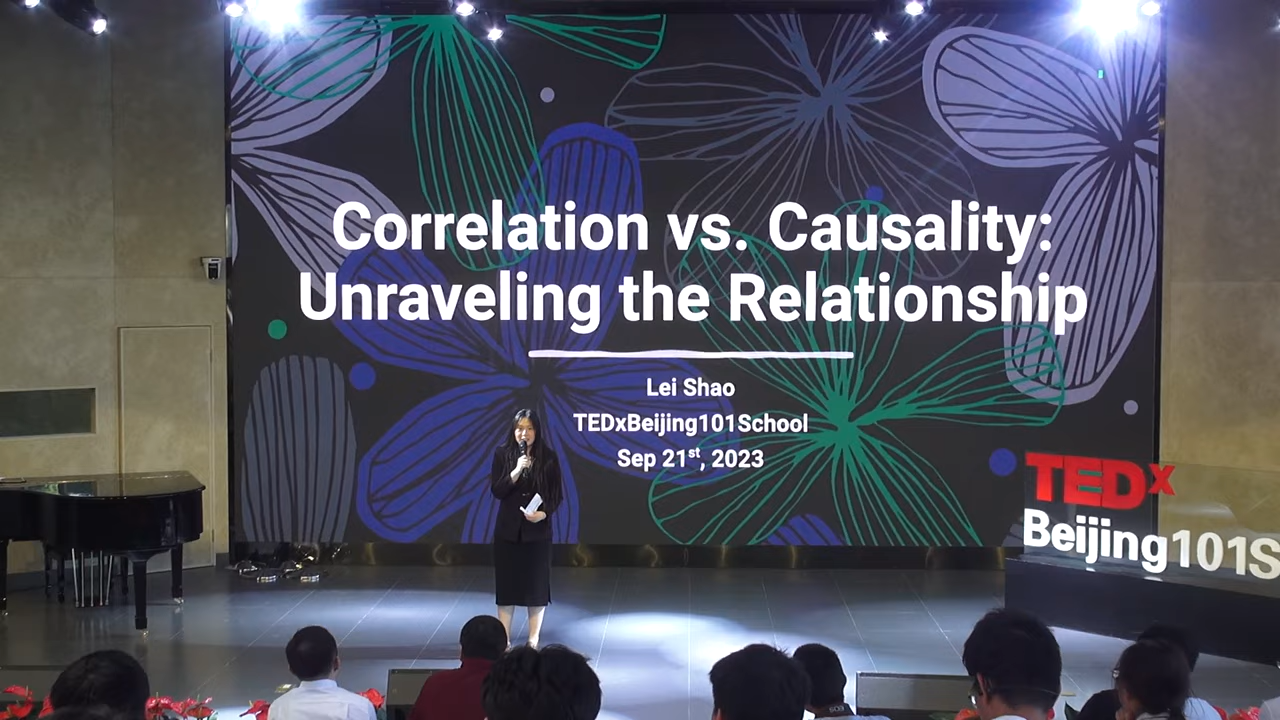 Correlation vs. Causality:
Unraveling the Relationship
Lei Shao
TEDxBeijing101School
Sep 21st, 2023
TEDx
Beijing101S